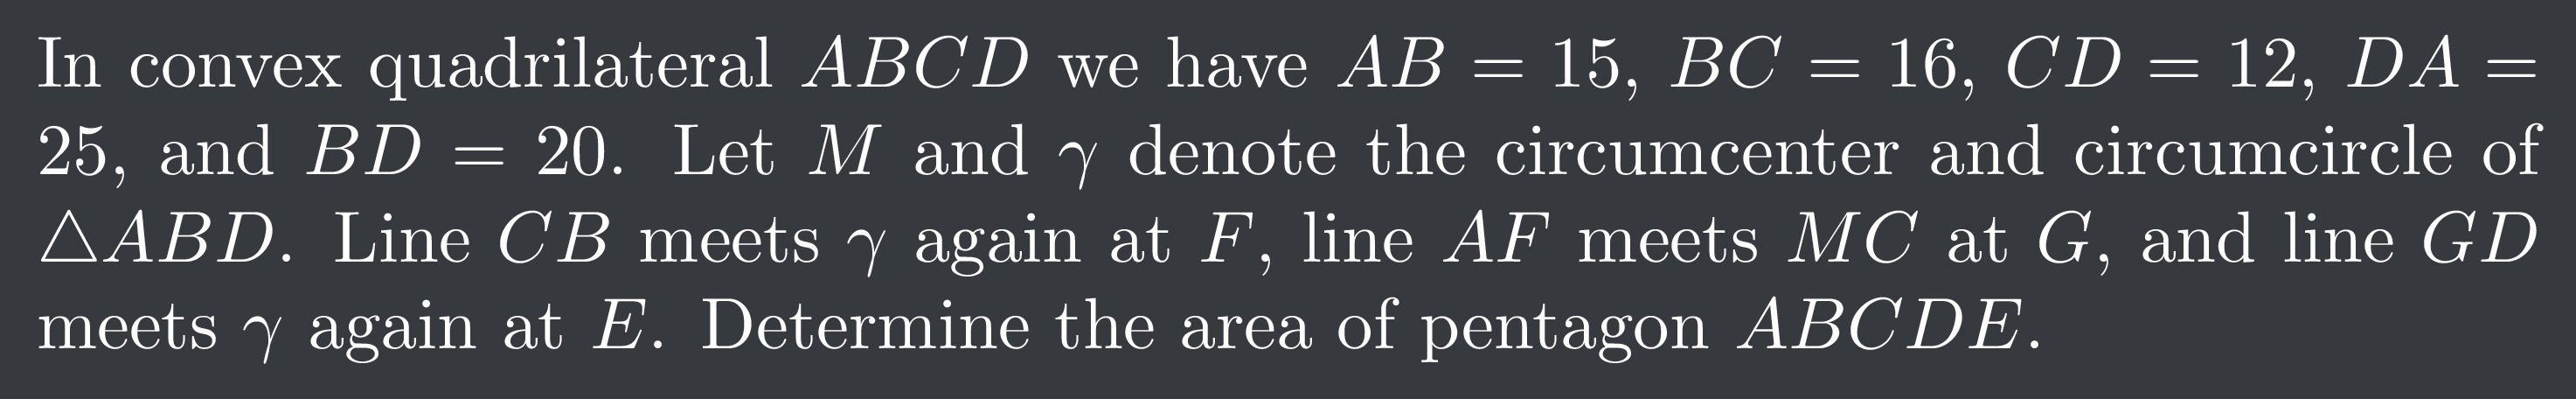 In convex quadrilateral ABCD we have AB = 15, BC = 16, CD = 12, DA =
25, and BD = 20. Let M and γ denote the circumcenter and circumcircle of
△ABD. Line CB meets γ again at F, line AF meets MC at G, and line GD
meets γ again at E. Determine the area of pentagon ABCDE.